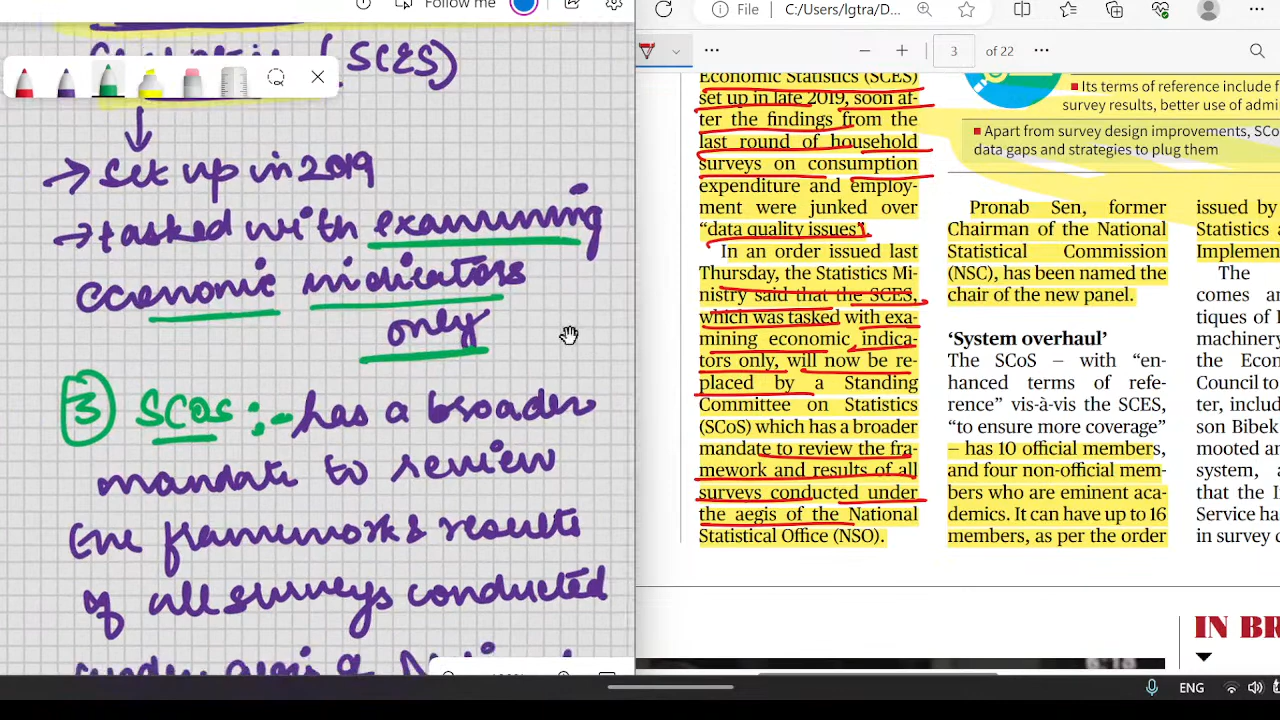 Follow me
(SCES)
→ Set up in 2019
→ tasked with examining
economic indicators
only
3 SCOS :- has a broader
mandate to review
the framework & results
of all surveys conducted
under aegis of
File C:/Users/lgtra/D...
3 of 22
Economic Statistics (SCES)
set up in late 2019, soon af-
ter the findings from the
last round of household
surveys on consumption
expenditure and employ-
ment were junked over
“data quality issues”.
In an order issued last
Thursday, the Statistics Mi-
nistry said that the SCES,
which was tasked with exa-
mining economic indica-
tors only, will now be re-
placed by a Standing
Committee on Statistics
(SCoS) which has a broader
mandate to review the fra-
mework and results of all
surveys conducted under
the aegis of the National
Statistical Office (NSO).
■ Its terms of reference include f
survey results, better use of admi
■ Apart from survey design improvements, SCo
data gaps and strategies to plug them
Pronab Sen, former
Chairman of the National
Statistical Commission
(NSC), has been named the
chair of the new panel.
‘System overhaul’
The SCoS – with “en-
hanced terms of refe-
rence” vis-à-vis the SCES,
“to ensure more coverage”
– has 10 official members,
and four non-official mem-
bers who are eminent aca-
demics. It can have up to 16
members, as per the order
issued by
Statistics a
Implemen
The
comes an
tiques of I
machinery
the Econ
Council to
ter, includ
son Bibek
mooted an
system, a
that the I
Service ha
in survey d
IN BR
ENG